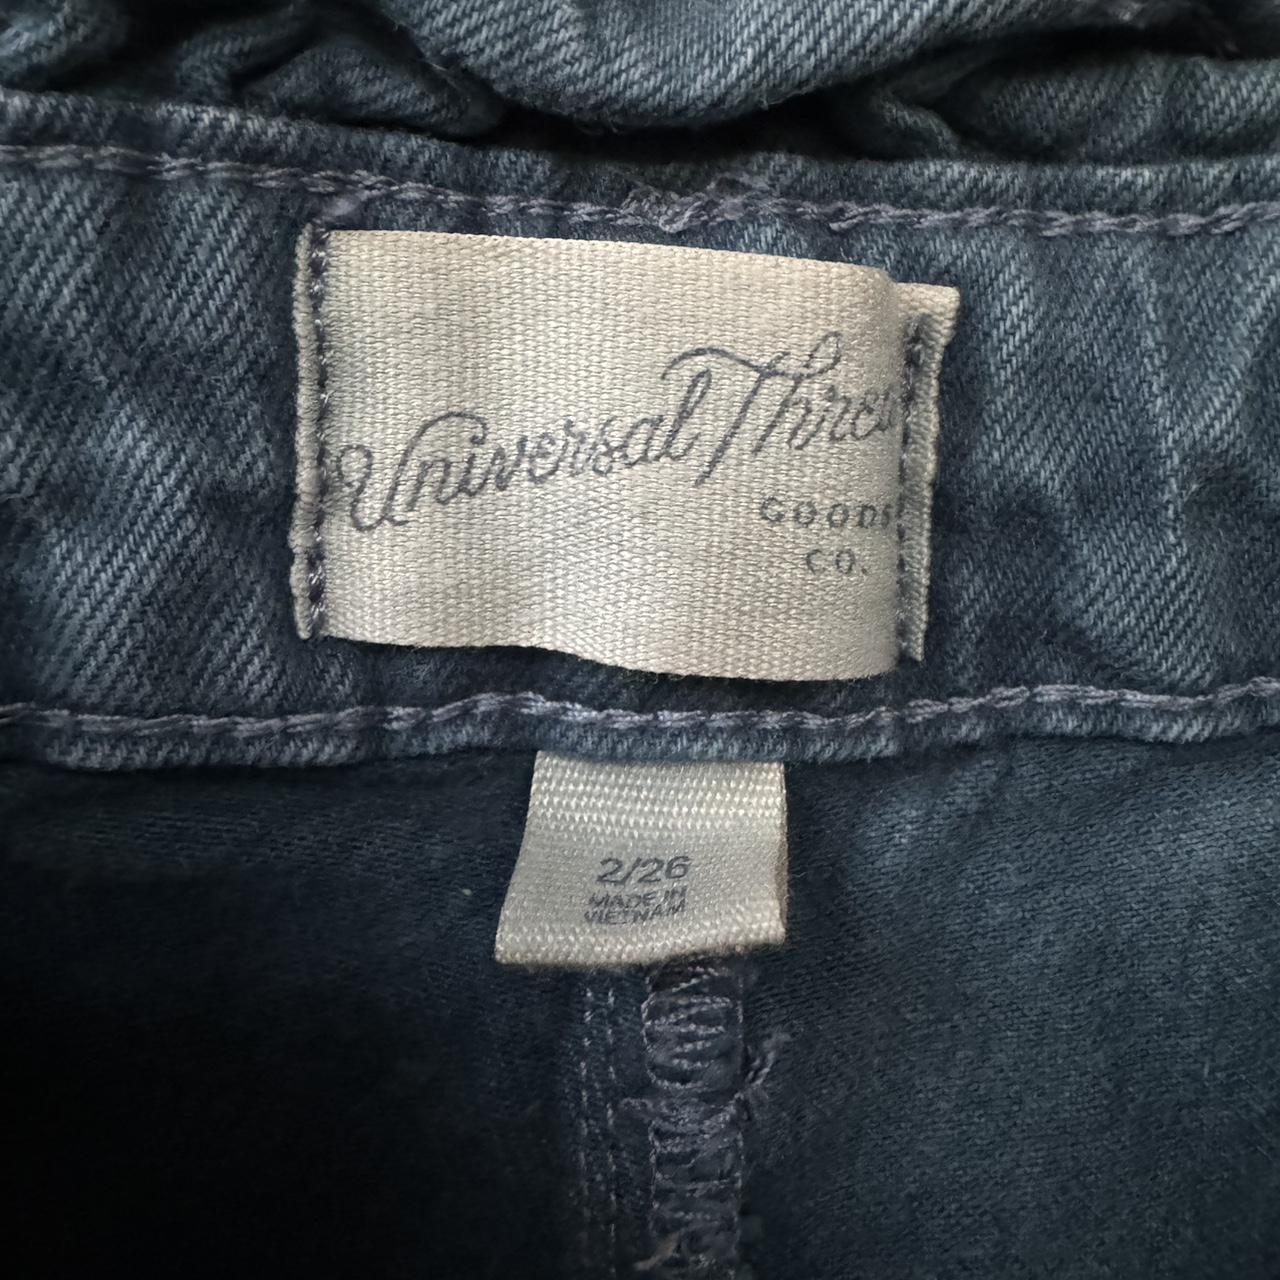 Universal Threa
GOODS
CO.
2/26
MADE IN
VIETNAM